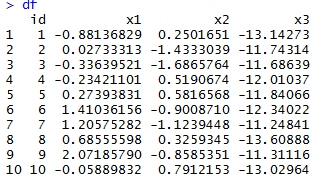 > df
id x1 x2 x3
1 1 -0.88136829 0.2501651 -13.14273
2 2 0.02733313 -1.4333039 -11.74314
3 3 -0.33639521 -1.6865764 -11.68639
4 4 -0.23421101 0.5190674 -12.01037
5 5 0.27393831 0.5816568 -11.84066
6 6 1.41036156 -0.9008710 -12.34022
7 7 1.20575282 -1.1239448 -11.24841
8 8 0.68555598 0.3259345 -13.60888
9 9 2.07185790 -0.8585351 -11.31116
10 10 -0.05889832 0.7912153 -13.02964